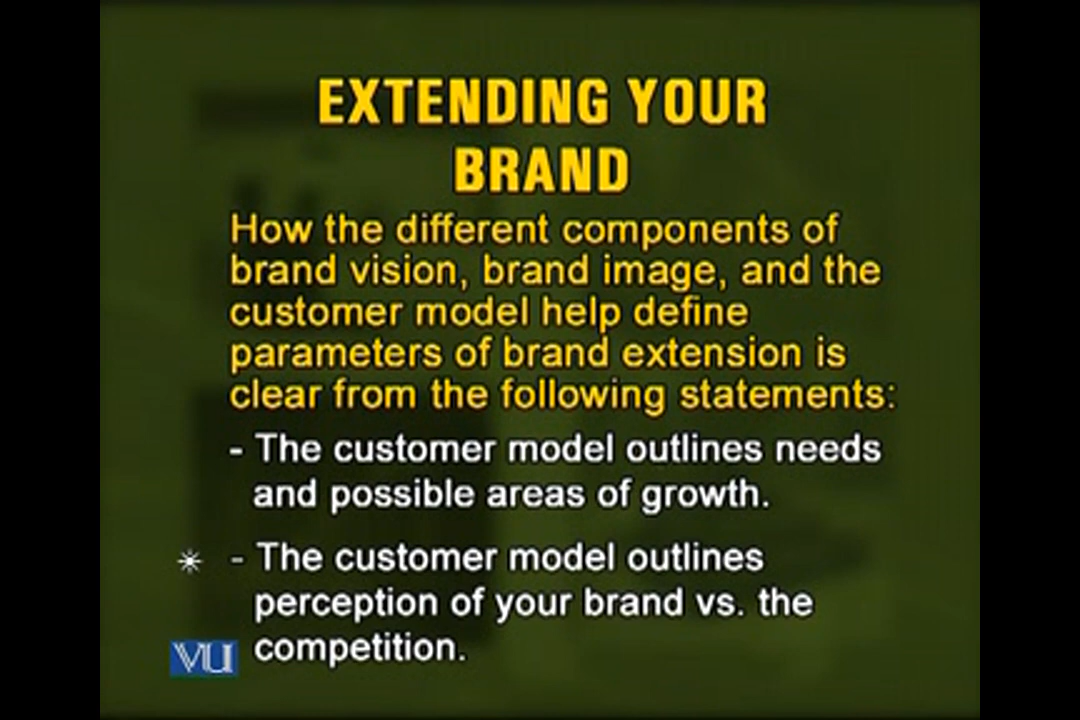 EXTENDING YOUR
BRAND
How the different components of
brand vision, brand image, and the
customer model help define
parameters of brand extension is
clear from the following statements:
- The customer model outlines needs
and possible areas of growth.
- The customer model outlines
perception of your brand vs. the
competition.
VU